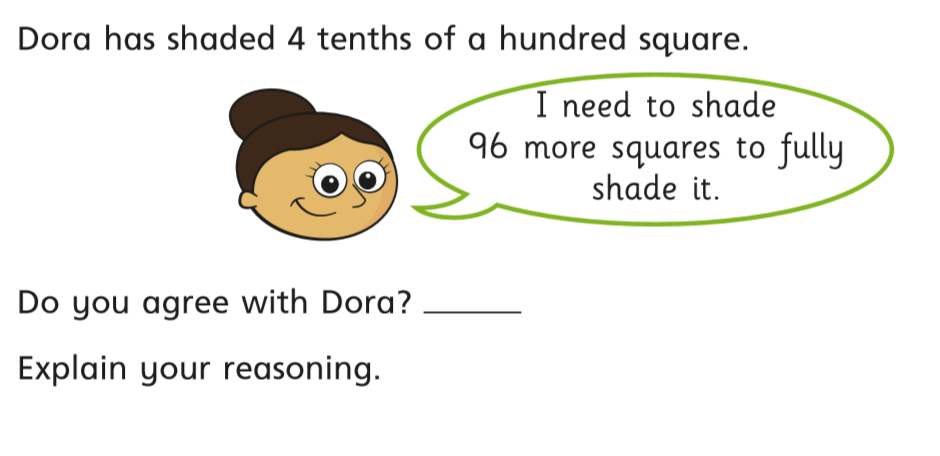 Dora has shaded 4 tenths of a hundred square.
I need to shade
96 more squares to fully
shade it.
Do you agree with Dora? ______
Explain your reasoning.